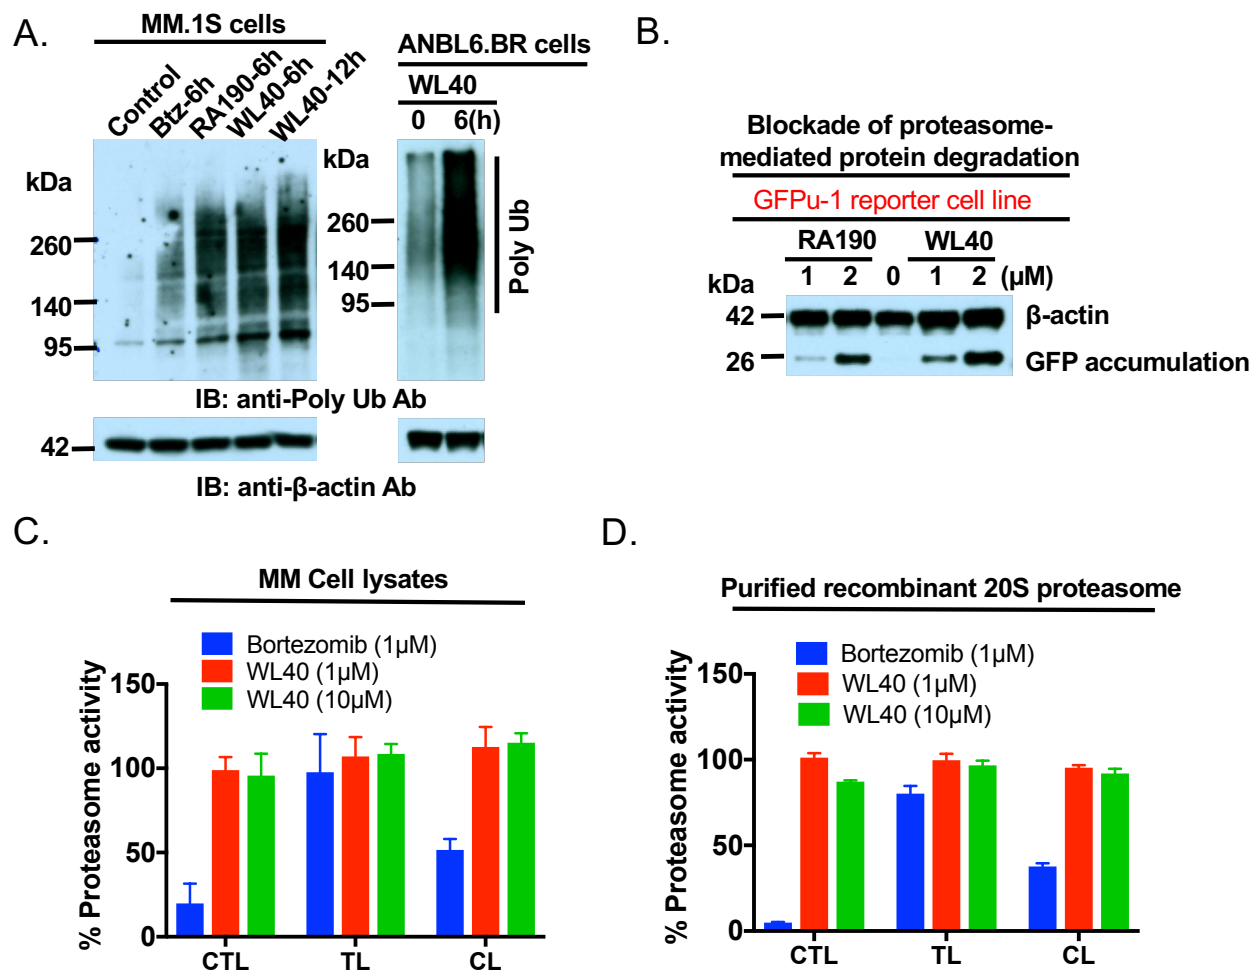 A.
MM.1S cells
Control
Btz-6h
RA190-6h
WL40-6h
WL40-12h
kDa
260
140
95
IB: anti-Poly Ub Ab
42
IB: anti-β-actin Ab
ANBL6.BR cells
WL40
0 6(h)
kDa
260
140
95
Poly Ub
B.
Blockade of proteasome-
mediated protein degradation
GFPu-1 reporter cell line
RA190 WL40
1 2 0 1 2 (μM)
kDa
42 β-actin
26 GFP accumulation
C.
MM Cell lysates
Bortezomib (1μM)
WL40 (1μM)
WL40 (10μM)
% Proteasome activity
150
100
50
0
CTL TL CL
D.
Purified recombinant 20S proteasome
Bortezomib (1μM)
WL40 (1μM)
WL40 (10μM)
% Proteasome activity
150
100
50
0
CTL TL CL